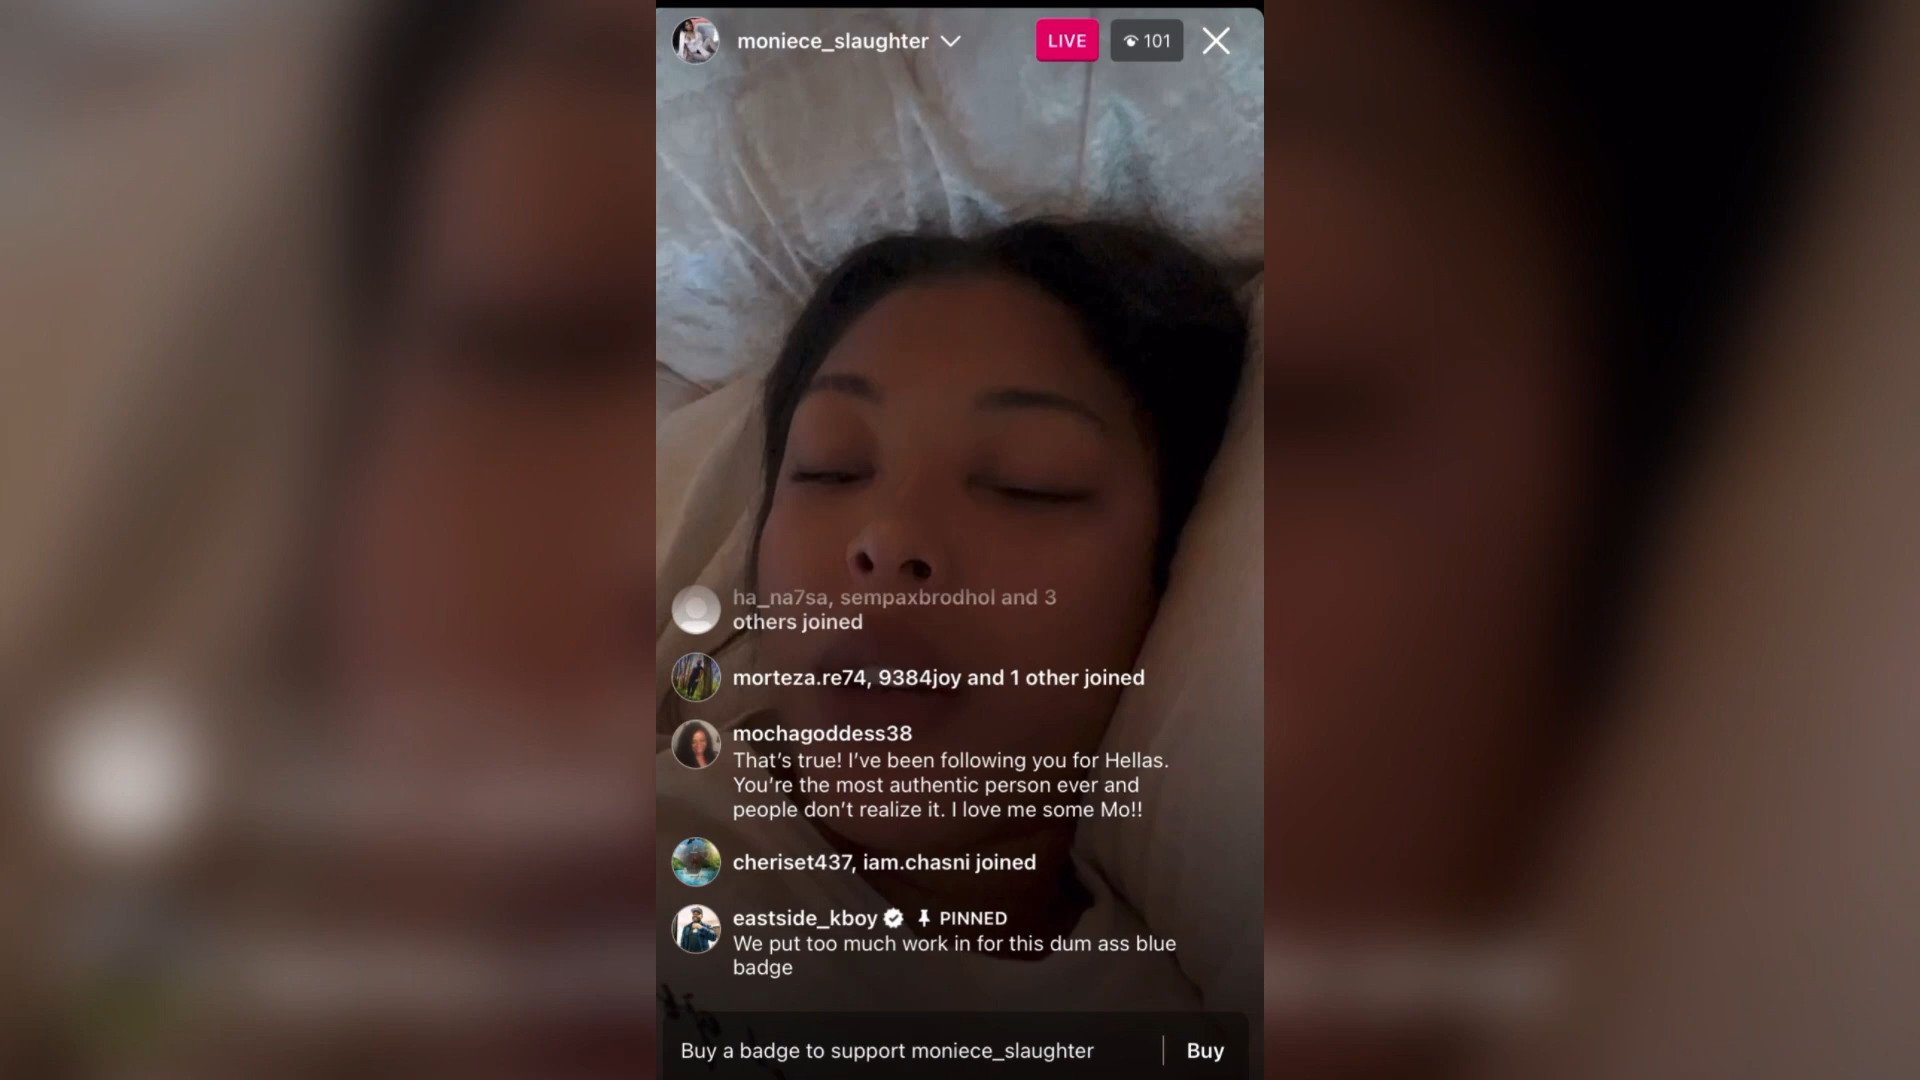 moniece_slaughter
LIVE
101
ha_na7sa, sempaxbrodhol and 3
others joined
morteza.re74, 9384joy and 1 other joined
mochagoddess38
That's true! I've been following you for Hellas.
You're the most authentic person ever and
people don't realize it. I love me some Mo!!
cheriset437, iam.chasni joined
eastside_kboy PINNED
We put too much work in for this dum ass blue
badge
Buy a badge to support moniece_slaughter
Buy